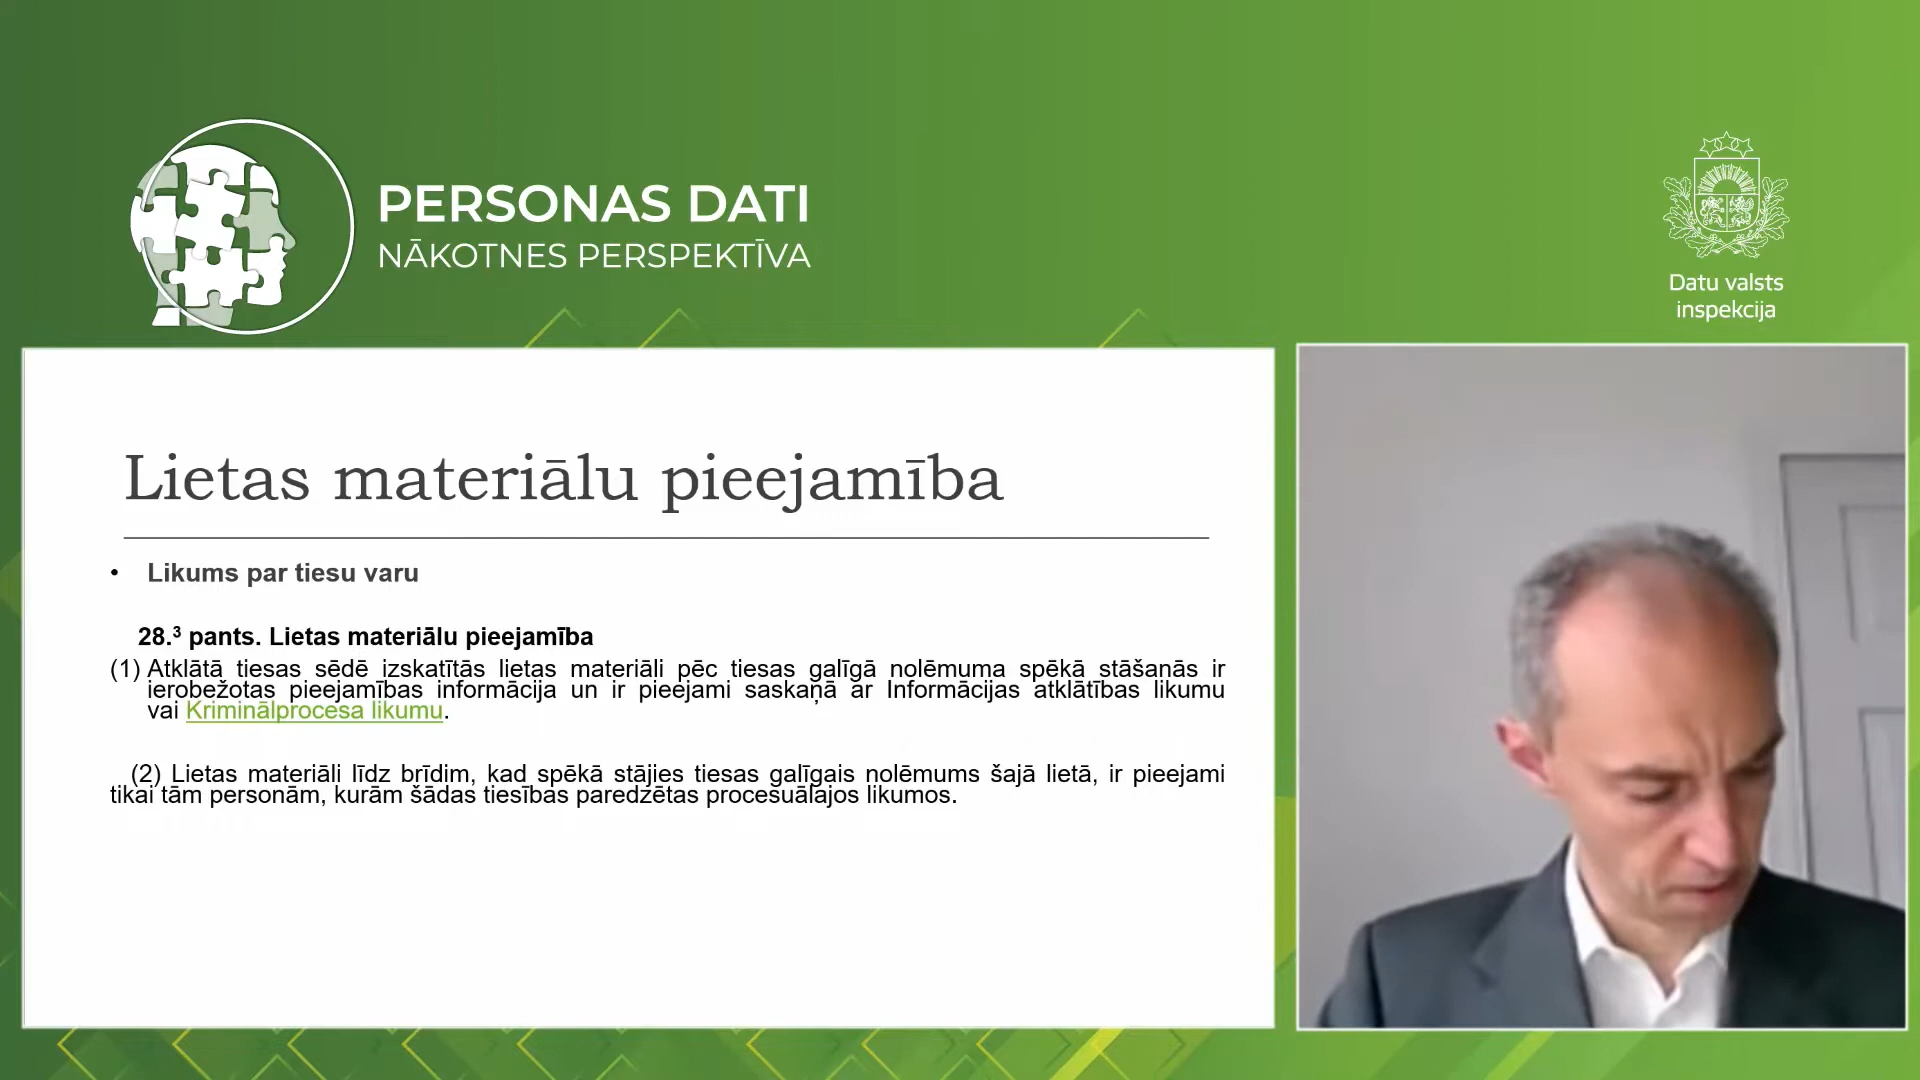 PERSONAS DATI
NĀKOTNES PERSPEKTĪVA
Datu valsts
inspekcija
Lietas materiālu pieejamība
• Likums par tiesu varu
28.³ pants. Lietas materiālu pieejamība
(1) Atklātā tiesas sēdē izskatītās lietas materiāli pēc tiesas galīgā nolēmuma spēkā stāšanās ir
ierobežotas pieejamības informācija un ir pieejami saskaņā ar Informācijas atklātības likumu
vai Kriminālprocesa likumu.
(2) Lietas materiāli līdz brīdim, kad spēkā stājies tiesas galīgais nolēmums šajā lietā, ir pieejami
tikai tām personām, kurām šādas tiesības paredzētas procesuālajos likumos.